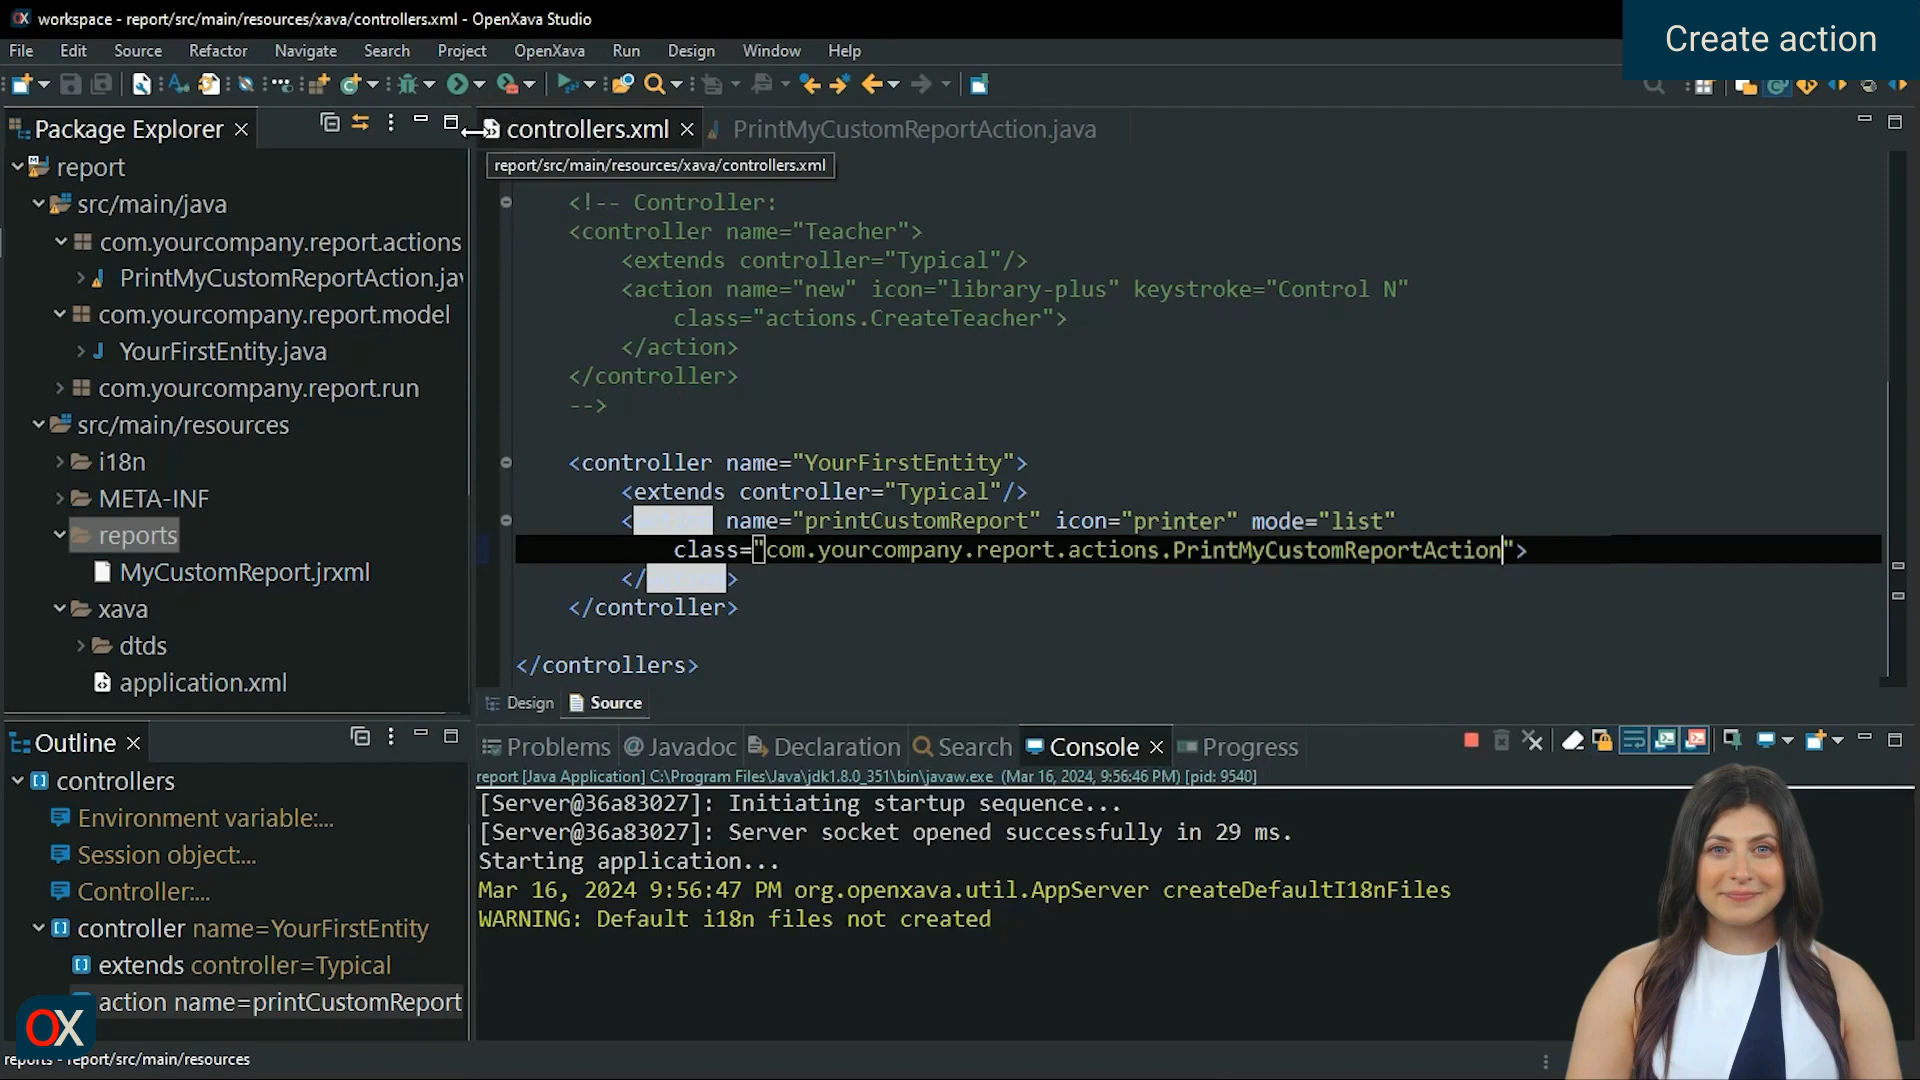 workspace - report/src/main/resources/xava/controllers.xml - OpenXava Studio
Create action
File Edit Source Refactor Navigate Search Project OpenXava Run Design Window Help
Package Explorer
controllers.xml
PrintMyCustomReportAction.java
report/src/main/resources/xava/controllers.xml
report
src/main/java
com.yourcompany.report.actions
PrintMyCustomReportAction.jav
com.yourcompany.report.model
YourFirstEntity.java
com.yourcompany.report.run
src/main/resources
i18n
META-INF
reports
MyCustomReport.jrxml
xava
dtds
application.xml
<!-- Controller:
<controller name="Teacher">
<extends controller="Typical"/>
<action name="new" icon="library-plus" keystroke="Control N"
class="actions.CreateTeacher">
</action>
</controller>
-->
<controller name="YourFirstEntity">
<extends controller="Typical"/>
< name="printCustomReport" icon="printer" mode="list"
class="com.yourcompany.report.actions.PrintMyCustomReportAction">
</ >
</controller>
</controllers>
Design Source
Outline
controllers
Environment variable:...
Session object:...
Controller:....
controller name=YourFirstEntity
extends controller=Typical
action name=printCustomReport
Problems Javadoc Declaration Search Console Progress
report [Java Application] C:\Program Files\Java\jdk1.8.0_351\bin\javaw.exe (Mar 16, 2024, 9:56:46 PM) [pid: 9540]
[Server@36a83027]: Initiating startup sequence...
[Server@36a83027]: Server socket opened successfully in 29 ms.
Starting application...
Mar 16, 2024 9:56:47 PM org.openxava.util.AppServer createDefaultI18nFiles
WARNING: Default i18n files not created
OX
reports - report/src/main/resources